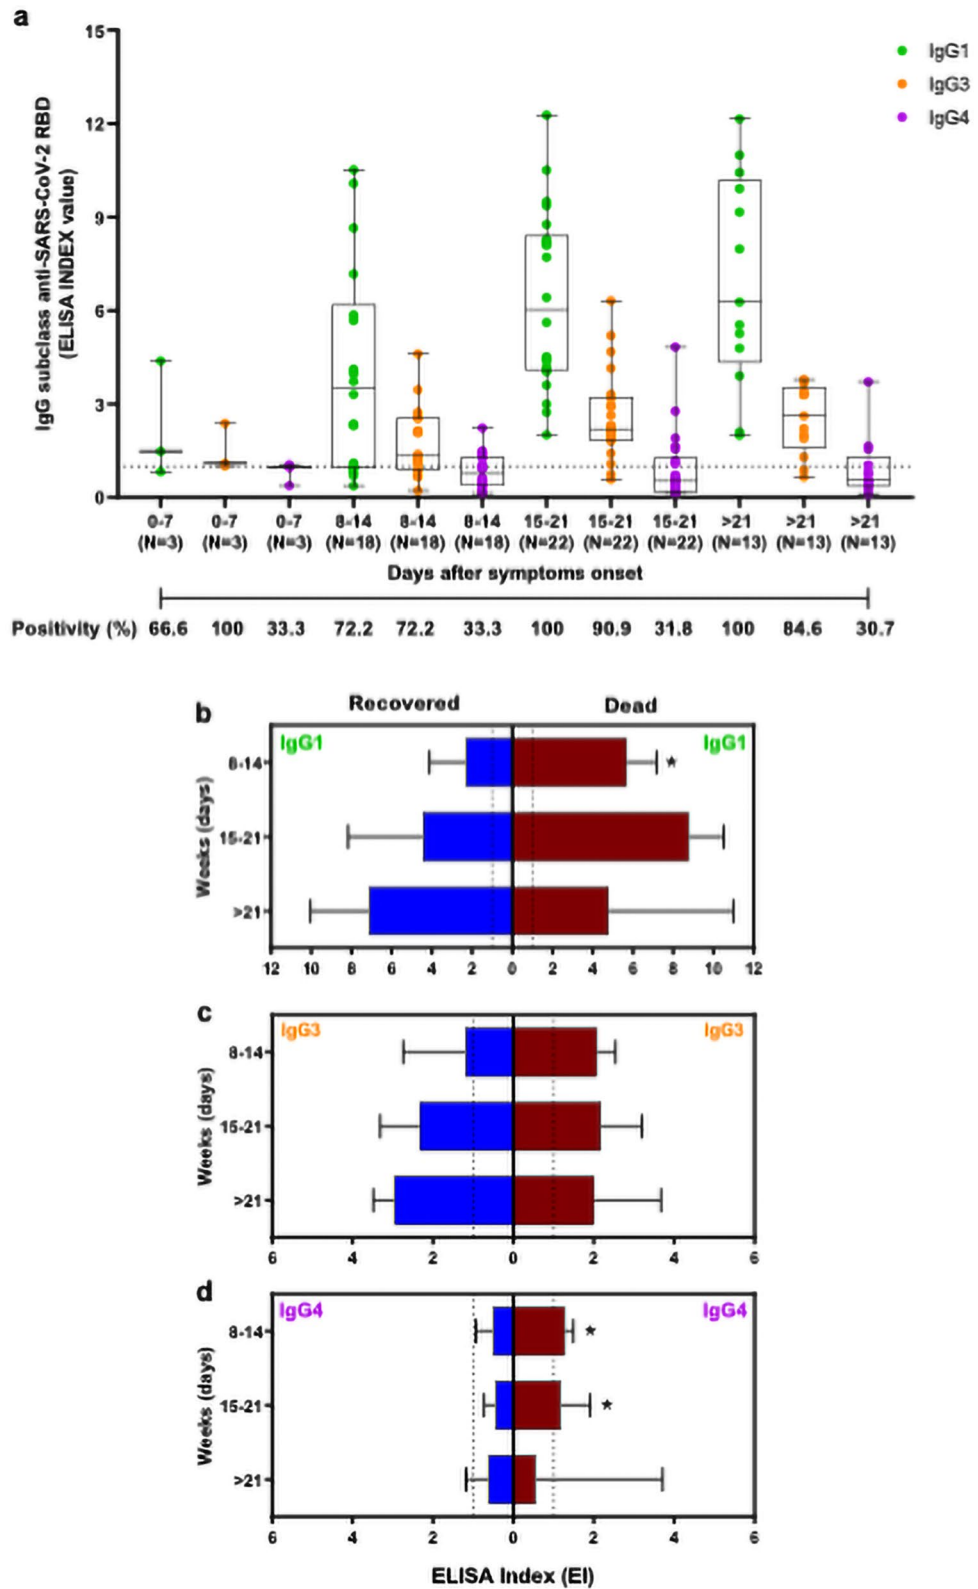 a
15
12
9
6
3
0
IgG subclass anti-SARS-CoV-2 RBD
(ELISA INDEX value)
IgG1
IgG3
IgG4
0-7 0-7 0-7 8-14 8-14 8-14 15-21 15-21 15-21 >21 >21 >21
(N=3) (N=3) (N=3) (N=18) (N=18) (N=18) (N=22) (N=22) (N=22) (N=13) (N=13) (N=13)
Days after symptoms onset
Positivity (%) 66.6 100 33.3 72.2 72.2 33.3 100 90.9 31.8 100 84.6 30.7
b
Recovered Dead
IgG1 IgG1
Weeks (days)
8-14 *
15-21
>21
12 10 8 6 4 2 0 2 4 6 8 10 12
c
IgG3 IgG3
Weeks (days)
8-14
15-21
>21
6 4 2 0 2 4 6
d
IgG4 IgG4
Weeks (days)
8-14 *
15-21 *
>21
6 4 2 0 2 4 6
ELISA Index (EI)